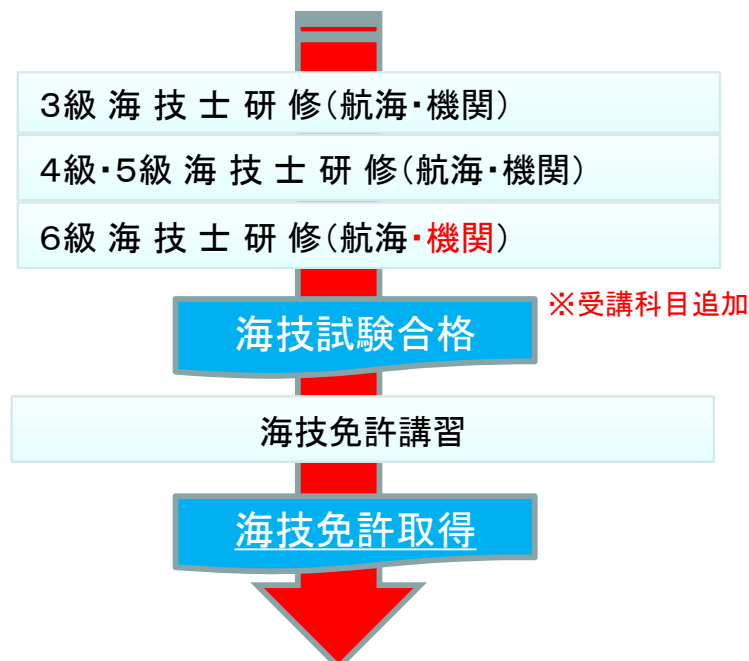 3級 海 技 士 研 修(航海・機関)
4級・5級 海 技 士 研 修(航海・機関)
6級 海 技 士 研 修(航海・機関)
※受講科目追加
海技試験合格
海技免許講習
海技免許取得